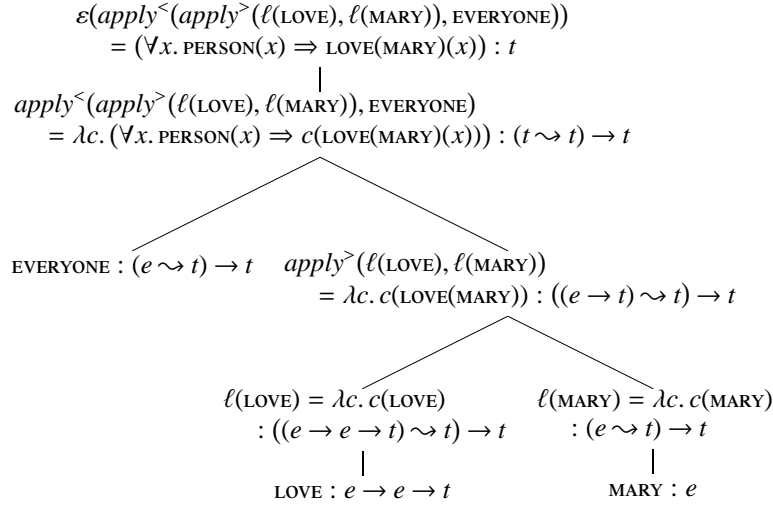 ε(apply<(apply>(ℓ(LOVE), ℓ(MARY)), EVERYONE))
= (∀x. PERSON(x) ⇒ LOVE(MARY)(x)) : t
apply<(apply>(ℓ(LOVE), ℓ(MARY)), EVERYONE)
= λc. (∀x. PERSON(x) ⇒ c(LOVE(MARY)(x))) : (t ⇝ t) → t
EVERYONE : (e ⇝ t) → t
apply>(ℓ(LOVE), ℓ(MARY))
= λc. c(LOVE(MARY)) : ((e → t) ⇝ t) → t
ℓ(LOVE) = λc. c(LOVE)
: ((e → e → t) ⇝ t) → t
ℓ(MARY) = λc. c(MARY)
: (e ⇝ t) → t
LOVE : e → e → t
MARY : e